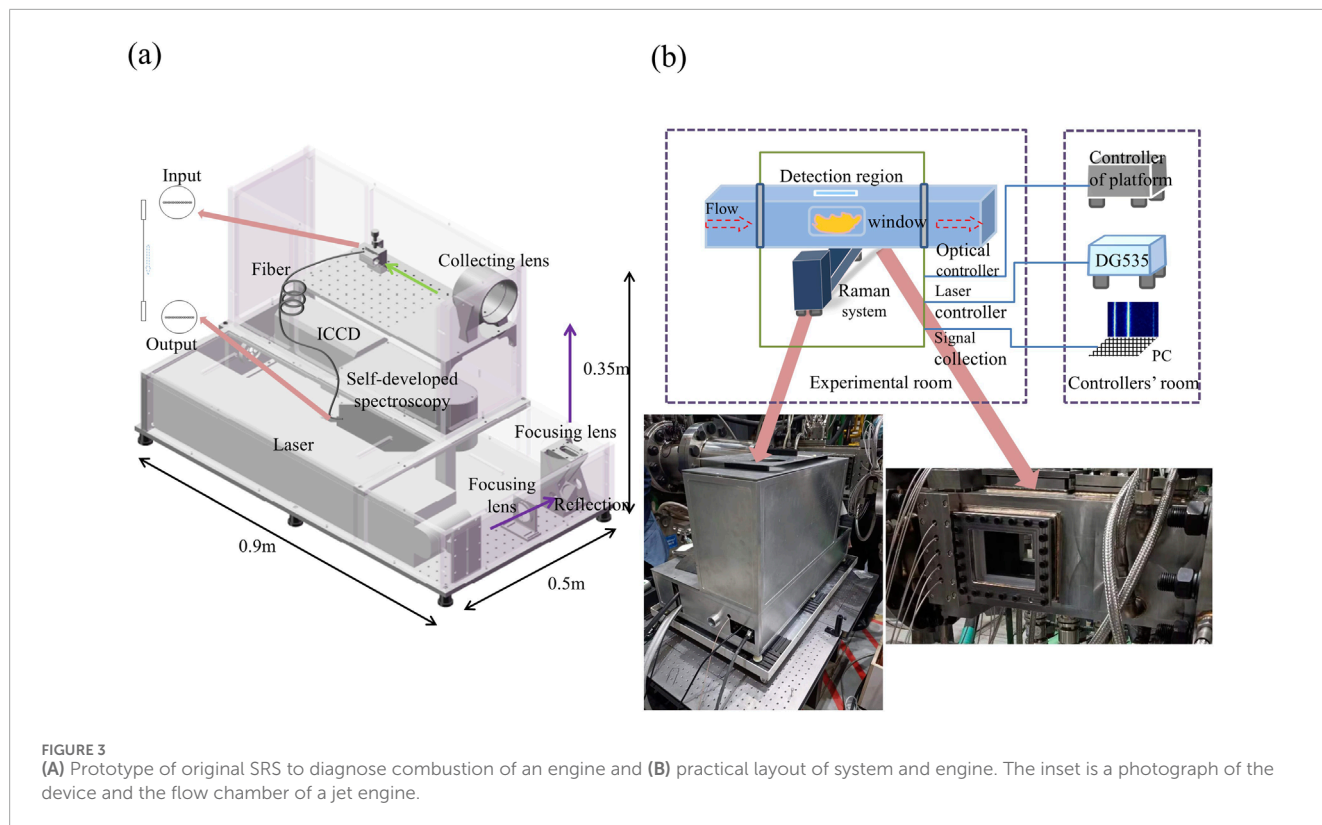 (a)
(b)
Input
Fiber
Collecting lens
ICCD
Output
Self-developed
spectroscopy
0.35m
Laser
Focusing lens
Focusing
lens
Reflection
0.9m
0.5m
Detection region
Flow
window
Optical
controller
Raman
system
Laser
controller
Signal
collection
Experimental room
Controller
of platform
DG535
PC
Controllers' room
FIGURE 3
(A) Prototype of original SRS to diagnose combustion of an engine and (B) practical layout of system and engine. The inset is a photograph of the
device and the flow chamber of a jet engine.